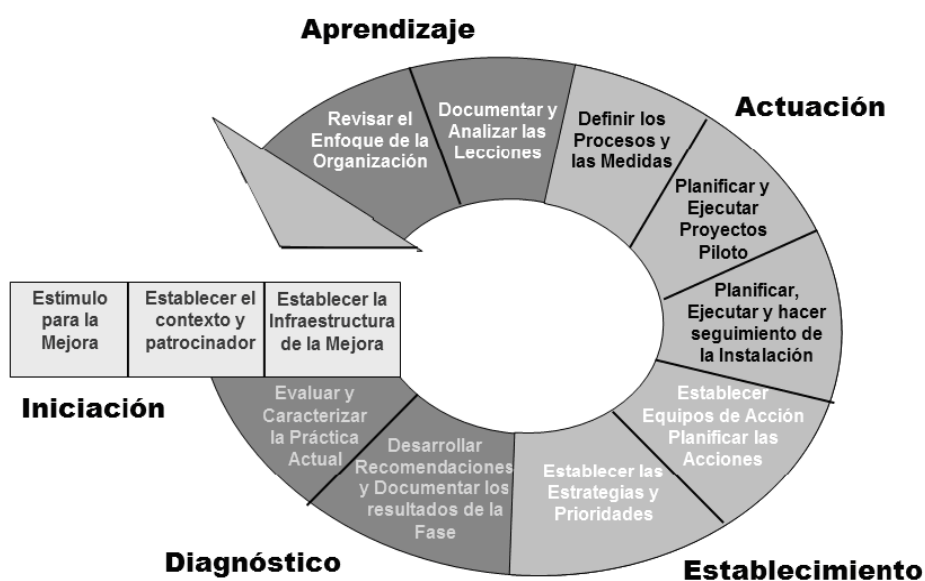 Aprendizaje
Actuación
Revisar el
Enfoque de la
Organización
Documentar y
Analizar las
Lecciones
Definir los
Procesos y
las Medidas
Planificar y
Ejecutar
Proyectos
Piloto
Planificar,
Ejecutar y hacer
seguimiento de
la Instalación
Estímulo
para la
Mejora
Establecer el
contexto y
patrocinador
Establecer la
Infraestructura
de la Mejora
Iniciación
Evaluar y
Caracterizar
la Práctica
Actual
Desarrollar
Recomendaciones
y Documentar los
resultados de la
Fase
Establecer las
Estrategias y
Prioridades
Establecer
Equipos de Acción
Planificar las
Acciones
Diagnóstico
Establecimiento